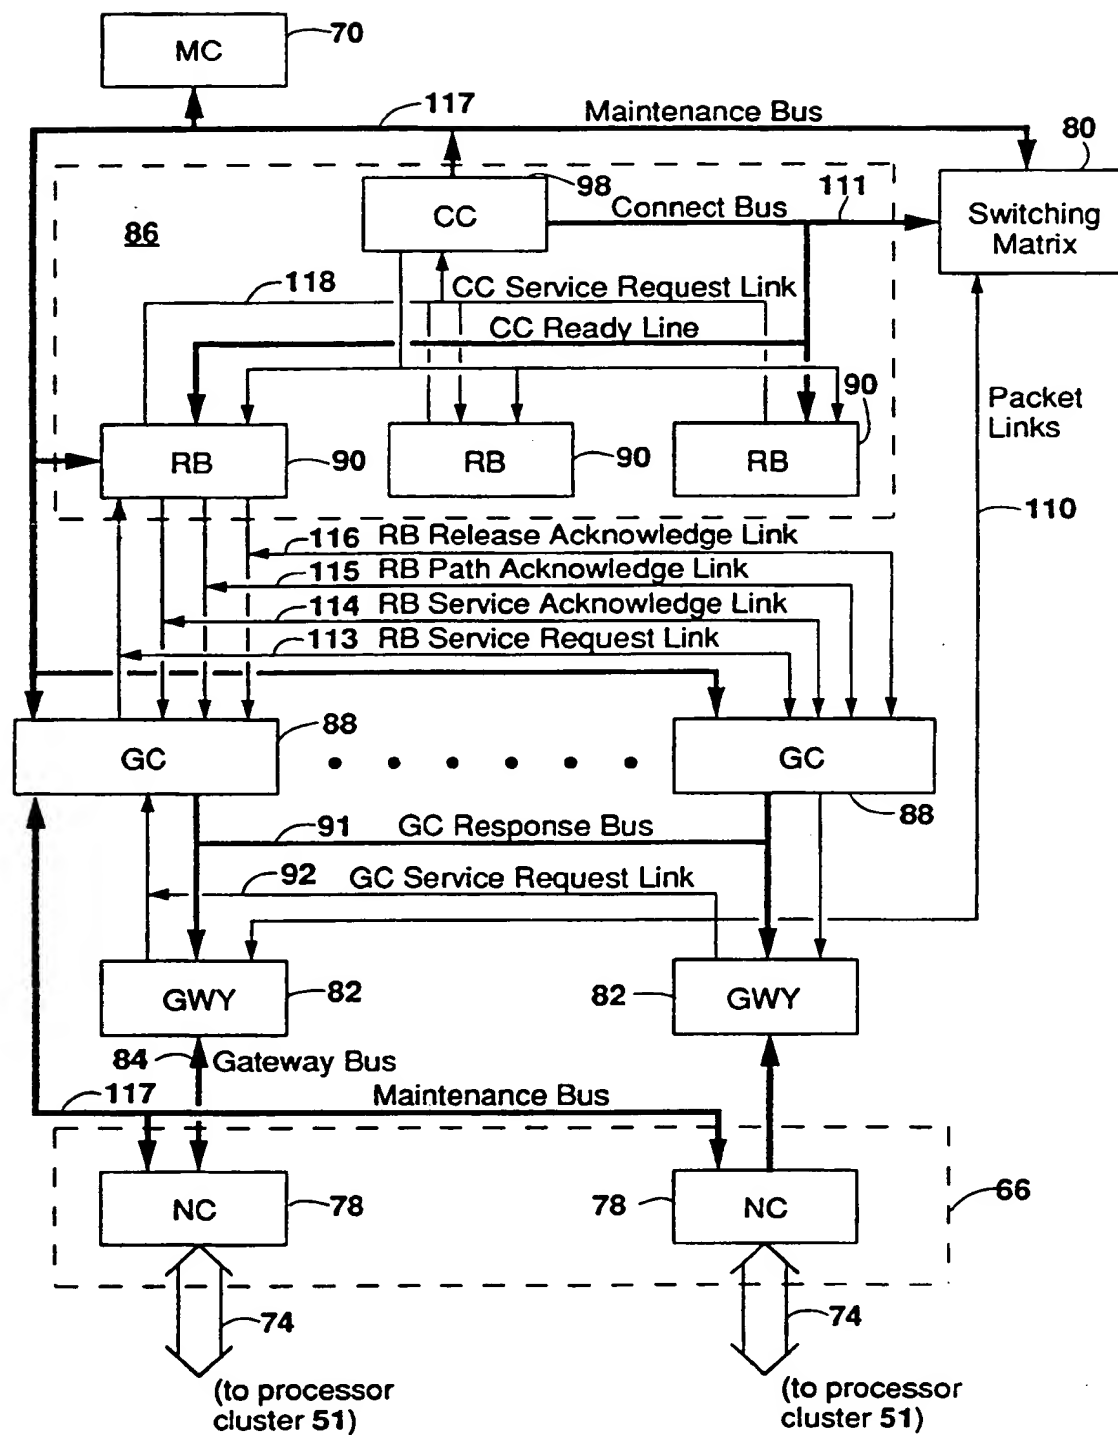 70
MC
117
Maintenance Bus
80
98
CC
Connect Bus
111
Switching
Matrix
86
118
CC Service Request Link
CC Ready Line
90
Packet
Links
RB
90
RB
90
RB
110
116 RB Release Acknowledge Link
115 RB Path Acknowledge Link
114 RB Service Acknowledge Link
113 RB Service Request Link
88
GC
GC
88
91
GC Response Bus
92
GC Service Request Link
GWY
82
82
GWY
84
Gateway Bus
117
Maintenance Bus
66
NC
78
78
NC
74
74
(to processor
cluster 51)
(to processor
cluster 51)